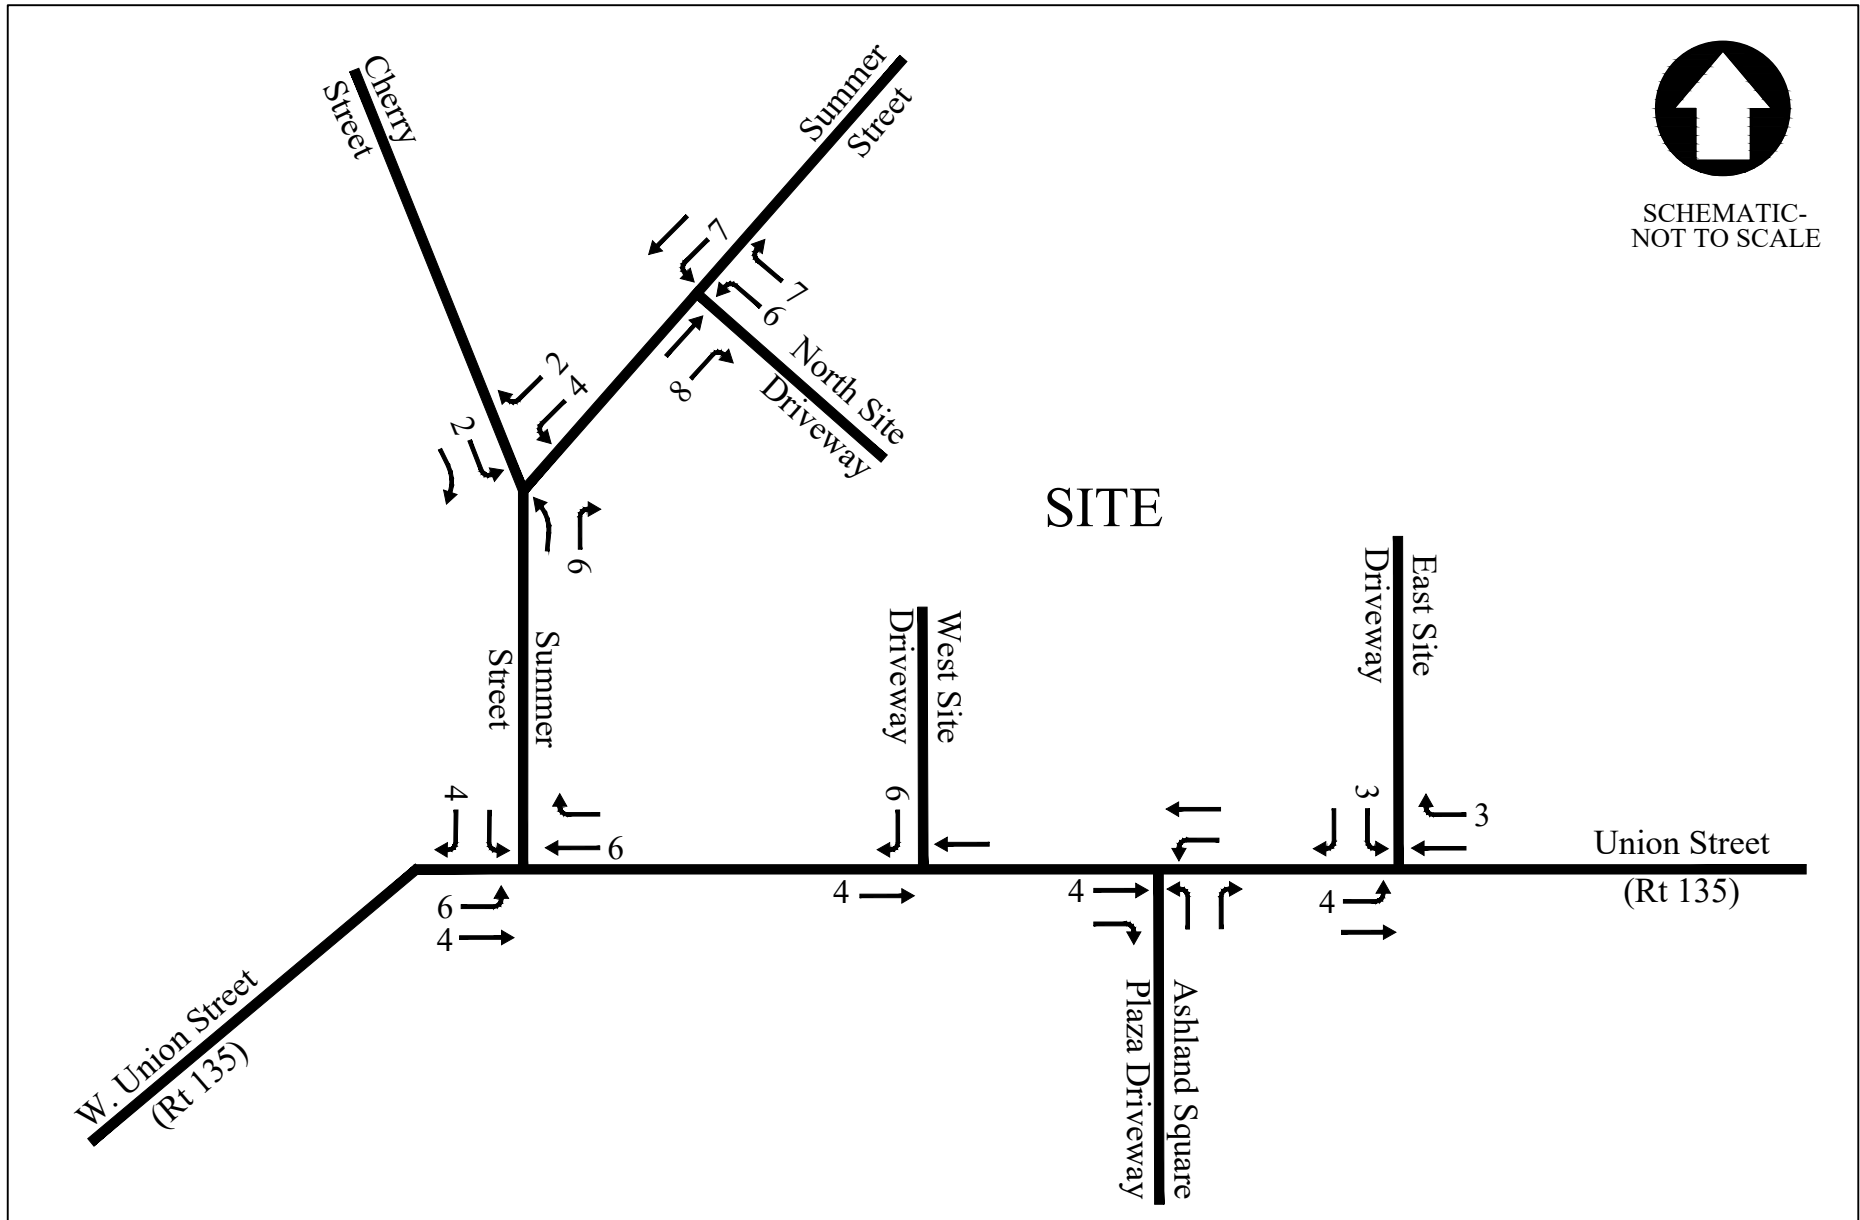 Cherry
Street
Summer
Street
SCHEMATIC-
NOT TO SCALE
7
7
6
8
North Site
Driveway
2
4
2
6
SITE
Summer
Street
West Site
Driveway
East Site
Driveway
4
6
6
4
6
4
4
3
3
4
Union Street
(Rt 135)
W. Union Street
(Rt 135)
Ashland Square
Plaza Driveway